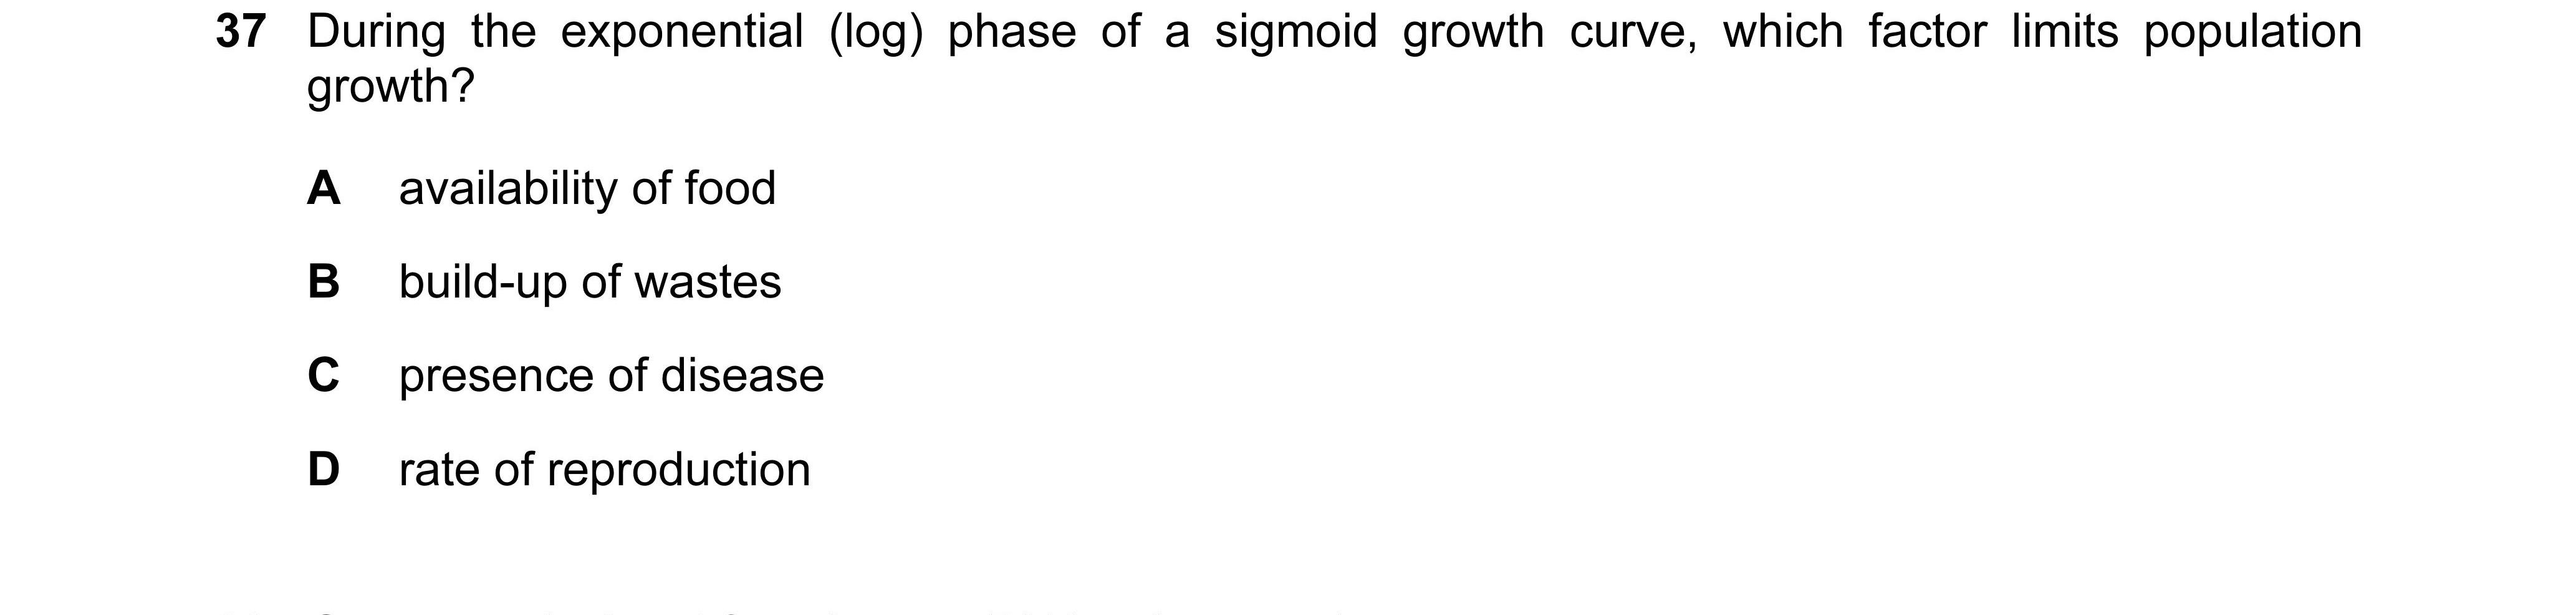 37 During the exponential (log) phase of a sigmoid growth curve, which factor limits population
growth?
A availability of food
B build-up of wastes
C presence of disease
D rate of reproduction